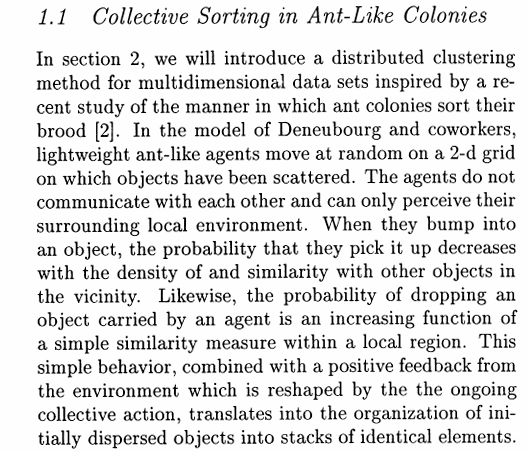 1.1 Collective Sorting in Ant-Like Colonies
In section 2, we will introduce a distributed clustering
method for multidimensional data sets inspired by a re-
cent study of the manner in which ant colonies sort their
brood [2]. In the model of Deneubourg and coworkers,
lightweight ant-like agents move at random on a 2-d grid
on which objects have been scattered. The agents do not
communicate with each other and can only perceive their
surrounding local environment. When they bump into
an object, the probability that they pick it up decreases
with the density of and similarity with other objects in
the vicinity. Likewise, the probability of dropping an
object carried by an agent is an increasing function of
a simple similarity measure within a local region. This
simple behavior, combined with a positive feedback from
the environment which is reshaped by the the ongoing
collective action, translates into the organization of ini-
tially dispersed objects into stacks of identical elements.